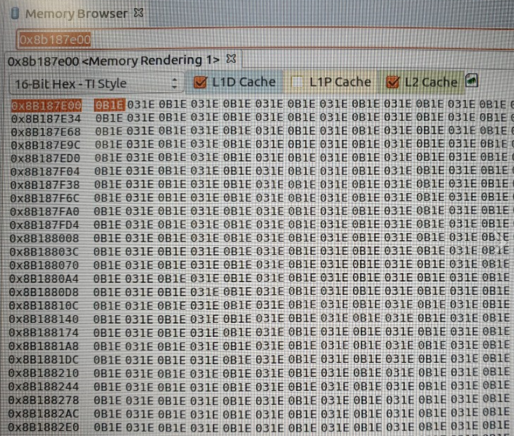 Memory Browser
0x8b187e00
0x8b187e00 <Memory Rendering 1>
16-Bit Hex - TI Style L1D Cache L1P Cache L2 Cache
0x8B187E00 0B1E 031E 0B1E 031E 0B1E 031E 0B1E 031E 0B1E 031E 0B1E 031E 0B1E
0x8B187E34 0B1E 031E 0B1E 031E 0B1E 031E 0B1E 031E 0B1E 031E 0B1E 031E 0B1E
0x8B187E68 0B1E 031E 0B1E 031E 0B1E 031E 0B1E 031E 0B1E 031E 0B1E 031E 0B1E
0x8B187E9C 0B1E 031E 0B1E 031E 0B1E 031E 0B1E 031E 0B1E 031E 0B1E 031E 0B1E
0x8B187ED0 0B1E 031E 0B1E 031E 0B1E 031E 0B1E 031E 0B1E 031E 0B1E 031E 0B1E
0x8B187F04 0B1E 031E 0B1E 031E 0B1E 031E 0B1E 031E 0B1E 031E 0B1E 031E 0B1E
0x8B187F38 0B1E 031E 0B1E 031E 0B1E 031E 0B1E 031E 0B1E 031E 0B1E 031E 0B1E
0x8B187F6C 0B1E 031E 0B1E 031E 0B1E 031E 0B1E 031E 0B1E 031E 0B1E 031E 0B1E
0x8B187FA0 0B1E 031E 0B1E 031E 0B1E 031E 0B1E 031E 0B1E 031E 0B1E 031E 0B1E
0x8B187FD4 0B1E 031E 0B1E 031E 0B1E 031E 0B1E 031E 0B1E 031E 0B1E 031E 0B1E
0x8B188008 0B1E 031E 0B1E 031E 0B1E 031E 0B1E 031E 0B1E 031E 0B1E 031E 0B1E
0x8B18803C 0B1E 031E 0B1E 031E 0B1E 031E 0B1E 031E 0B1E 031E 0B1E 031E 0B1E
0x8B188070 0B1E 031E 0B1E 031E 0B1E 031E 0B1E 031E 0B1E 031E 0B1E 031E 0B1E
0x8B1880A4 0B1E 031E 0B1E 031E 0B1E 031E 0B1E 031E 0B1E 031E 0B1E 031E 0B1E
0x8B1880D8 0B1E 031E 0B1E 031E 0B1E 031E 0B1E 031E 0B1E 031E 0B1E 031E 0B1E
0x8B18810C 0B1E 031E 0B1E 031E 0B1E 031E 0B1E 031E 0B1E 031E 0B1E 031E 0B1E
0x8B188140 0B1E 031E 0B1E 031E 0B1E 031E 0B1E 031E 0B1E 031E 0B1E 031E 0B1E
0x8B188174 0B1E 031E 0B1E 031E 0B1E 031E 0B1E 031E 0B1E 031E 0B1E 031E 0B1E
0x8B1881A8 0B1E 031E 0B1E 031E 0B1E 031E 0B1E 031E 0B1E 031E 0B1E 031E 0B1E
0x8B1881DC 0B1E 031E 0B1E 031E 0B1E 031E 0B1E 031E 0B1E 031E 0B1E 031E 0B1E
0x8B188210 0B1E 031E 0B1E 031E 0B1E 031E 0B1E 031E 0B1E 031E 0B1E 031E 0B1E
0x8B188244 0B1E 031E 0B1E 031E 0B1E 031E 0B1E 031E 0B1E 031E 0B1E 031E 0B1E
0x8B188278 0B1E 031E 0B1E 031E 0B1E 031E 0B1E 031E 0B1E 031E 0B1E 031E 0B1E
0x8B1882AC 0B1E 031E 0B1E 031E 0B1E 031E 0B1E 031E 0B1E 031E 0B1E 031E 0B1E
0x8B1882E0 0B1E 031E 0B1E 031E 0B1E 031E 0B1E 031E 0B1E 031E 0B1E 031E 0B1E